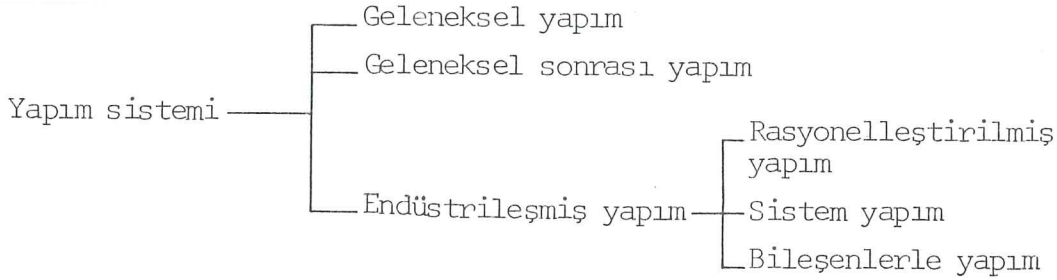 Geleneksel yapım
Geleneksel sonrası yapım
Yapım sistemi
Rasyonelleştirilmiş
yapım
Endüstrileşmiş yapım
Sistem yapım
Bileşenlerle yapım